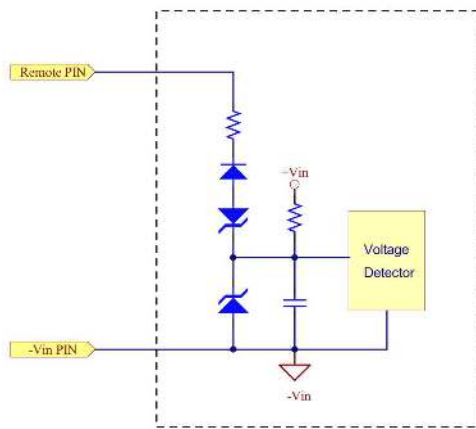 Remote PIN
+Vin
Voltage
Detector
-Vin PIN
-Vin